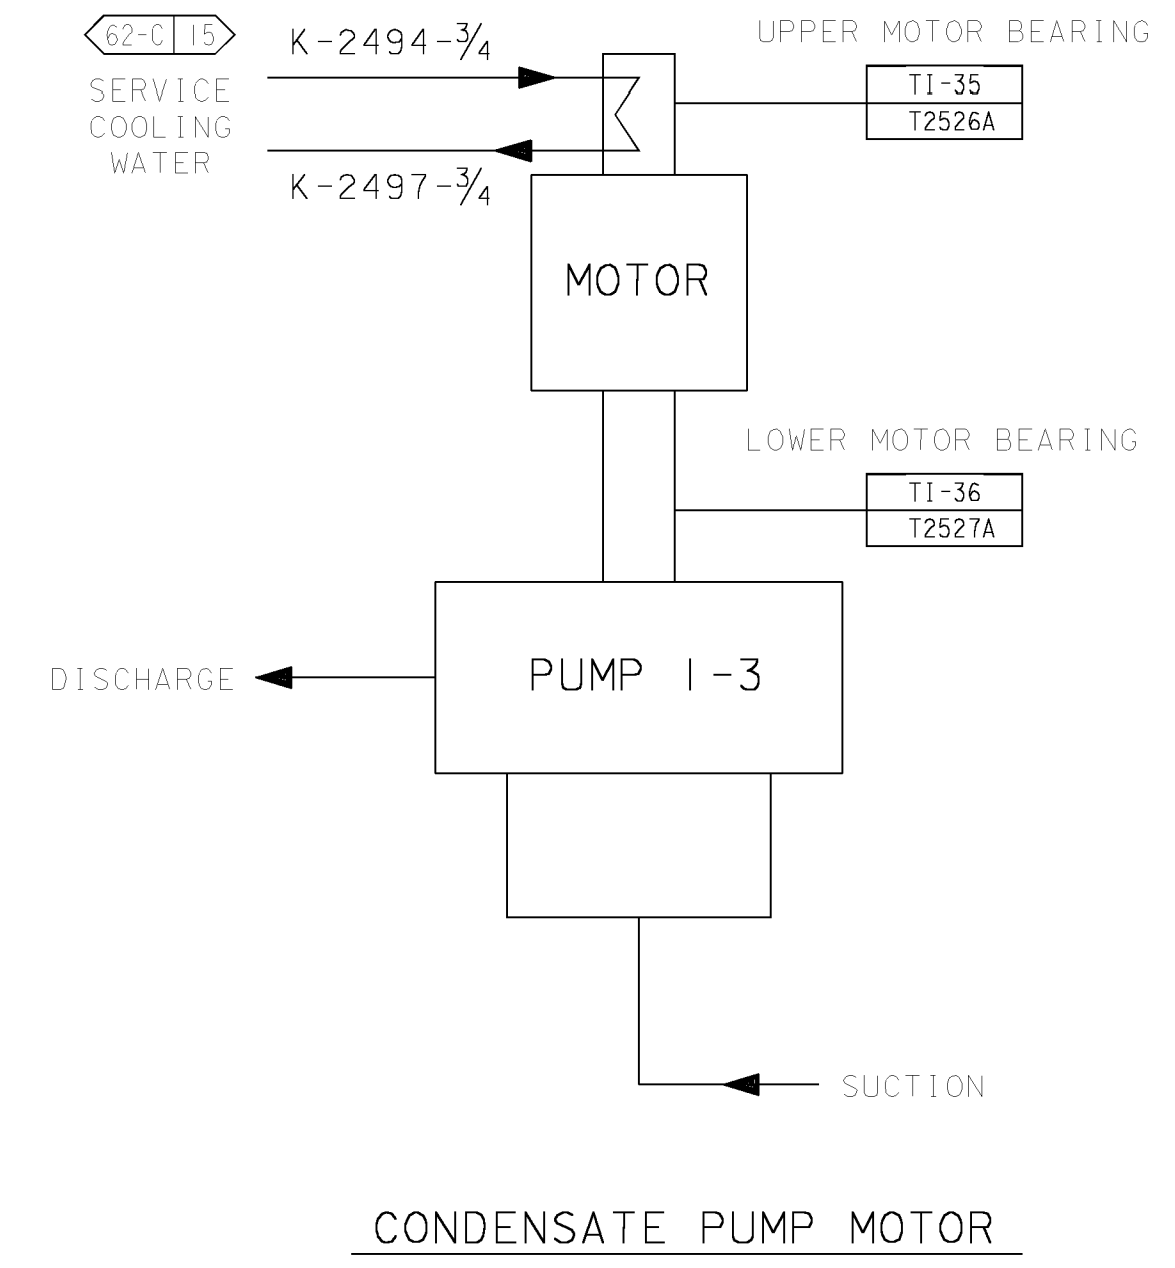 62-C 15
K-2494-3/4
UPPER MOTOR BEARING
TI-35
T2526A
SERVICE
COOLING
WATER
K-2497-3/4
MOTOR
LOWER MOTOR BEARING
TI-36
T2527A
DISCHARGE
PUMP 1-3
SUCTION
CONDENSATE PUMP MOTOR